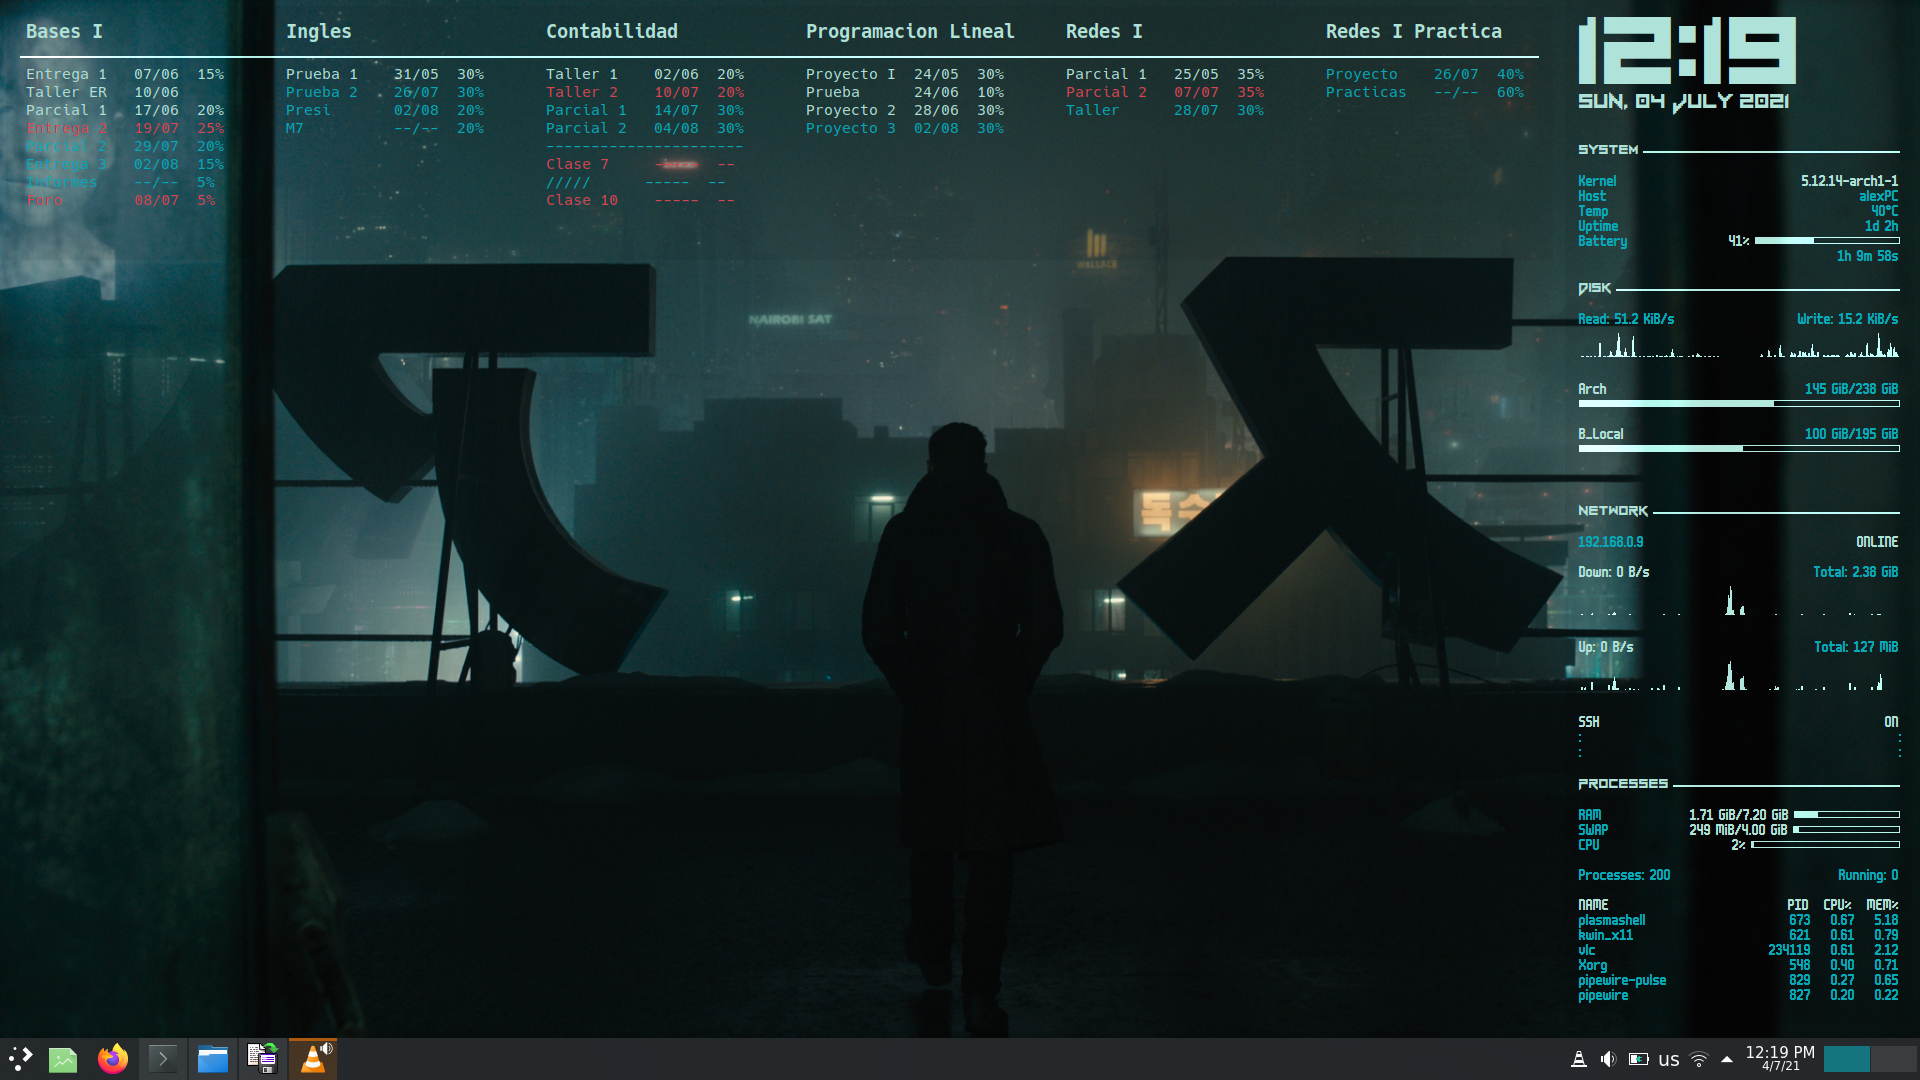 Bases I
Entrega 1 07/06 15%
Taller ER 10/06
Parcial 1 17/06 20%
Entrega 2 19/07 25%
Parcial 2 29/07 20%
Entrega 3 02/08 15%
Informes --/-- 5%
Foro 08/07 5%
Ingles
Prueba 1 31/05 30%
Prueba 2 26/07 30%
Presi 02/08 20%
M7 --/-- 20%
Contabilidad
Taller 1 02/06 20%
Taller 2 10/07 20%
Parcial 1 14/07 30%
Parcial 2 04/08 30%
----------------------
Clase 7 ----- --
///// ----- --
Clase 10 ----- --
Programacion Lineal
Proyecto I 24/05 30%
Prueba 24/06 10%
Proyecto 2 28/06 30%
Proyecto 3 02/08 30%
Redes I
Parcial 1 25/05 35%
Parcial 2 07/07 35%
Taller 28/07 30%
Redes I Practica
Proyecto 26/07 40%
Practicas --/-- 60%
WALLACE
NAIROBI SAT
독수
12:19
SUN, 04 JULY 2021
SYSTEM
Kernel 5.12.14-arch1-1
Host alexPC
Temp 40°C
Uptime 1d 2h
Battery 41%
1h 9m 58s
DISK
Read: 51.2 KiB/s Write: 15.2 KiB/s
Arch 145 GiB/238 GiB
B_Local 100 GiB/195 GiB
NETWORK
192.168.0.9 ONLINE
Down: 0 B/s Total: 2.38 GiB
Up: 0 B/s Total: 127 MiB
SSH ON
: :
: :
PROCESSES
RAM 1.71 GiB/7.20 GiB
SWAP 249 MiB/4.00 GiB
CPU 2%
Processes: 200 Running: 0
NAME PID CPU% MEM%
plasmashell 673 0.67 5.18
kwin_x11 621 0.61 0.79
vlc 234119 0.61 2.12
Xorg 548 0.40 0.71
pipewire-pulse 829 0.27 0.65
pipewire 827 0.20 0.22
us
12:19 PM
4/7/21